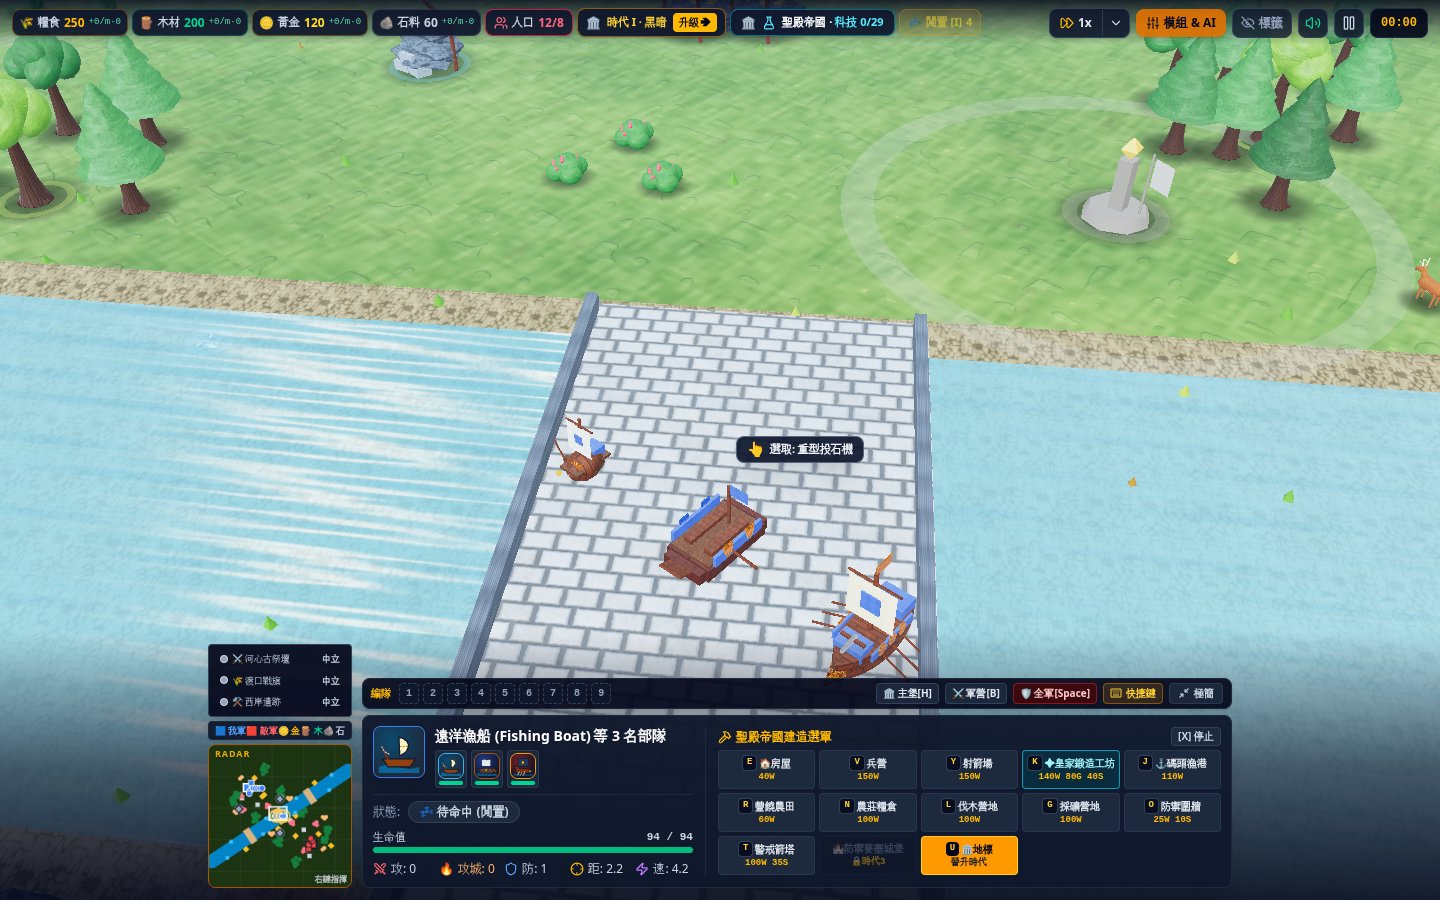 糧食 250 +0/m·0
木材 200 +0/m·0
黃金 120 +0/m·0
石料 60 +0/m·0
人口 12/8
時代 I · 黑暗 升級
聖殿帝國 · 科技 0/29
閒置 [I] 4
1x
模組 & AI
標籤
00:00
選取: 重型投石機
河心古祭壇 中立
渡口戰旗 中立
西岸遺跡 中立
我軍 敵軍 金 木 石
RADAR
右鍵指揮
編隊 1 2 3 4 5 6 7 8 9
主堡[H]
軍營[B]
全軍[Space]
快捷鍵
極簡
遠洋漁船 (Fishing Boat) 等 3 名部隊
狀態: 待命中 (閒置)
生命值 94 / 94
攻: 0 攻城: 0 防: 1 距: 2.2 速: 4.2
聖殿帝國建造選單
[X] 停止
E 房屋
40W
V 兵營
150W
Y 射箭場
150W
K 皇家鍛造工坊
140W 80G 40S
J 碼頭漁港
110W
R 豐饒農田
60W
N 農莊糧倉
100W
L 伐木營地
100W
G 採礦營地
100W
O 防禦圍牆
25W 10S
T 警戒箭塔
100W 35S
防禦要塞城堡
時代3
U 地標
晉升時代